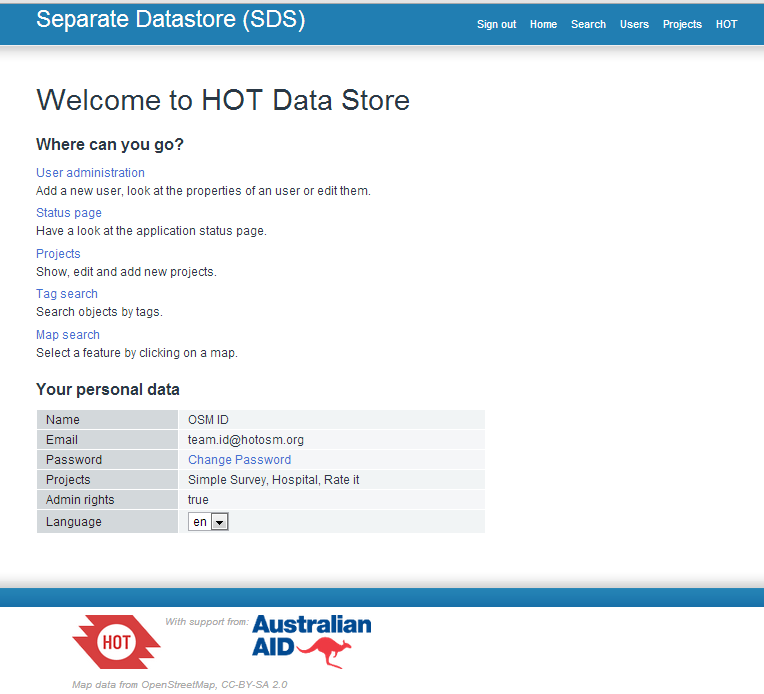 Separate Datastore (SDS)
Sign out Home Search Users Projects HOT
Welcome to HOT Data Store
Where can you go?
User administration
Add a new user, look at the properties of an user or edit them.
Status page
Have a look at the application status page.
Projects
Show, edit and add new projects.
Tag search
Search objects by tags.
Map search
Select a feature by clicking on a map.
Your personal data
Name OSM ID
Email team.id@hotosm.org
Password Change Password
Projects Simple Survey, Hospital, Rate it
Admin rights true
Language en
HOT
With support from:
Australian
AID
Map data from OpenStreetMap, CC-BY-SA 2.0